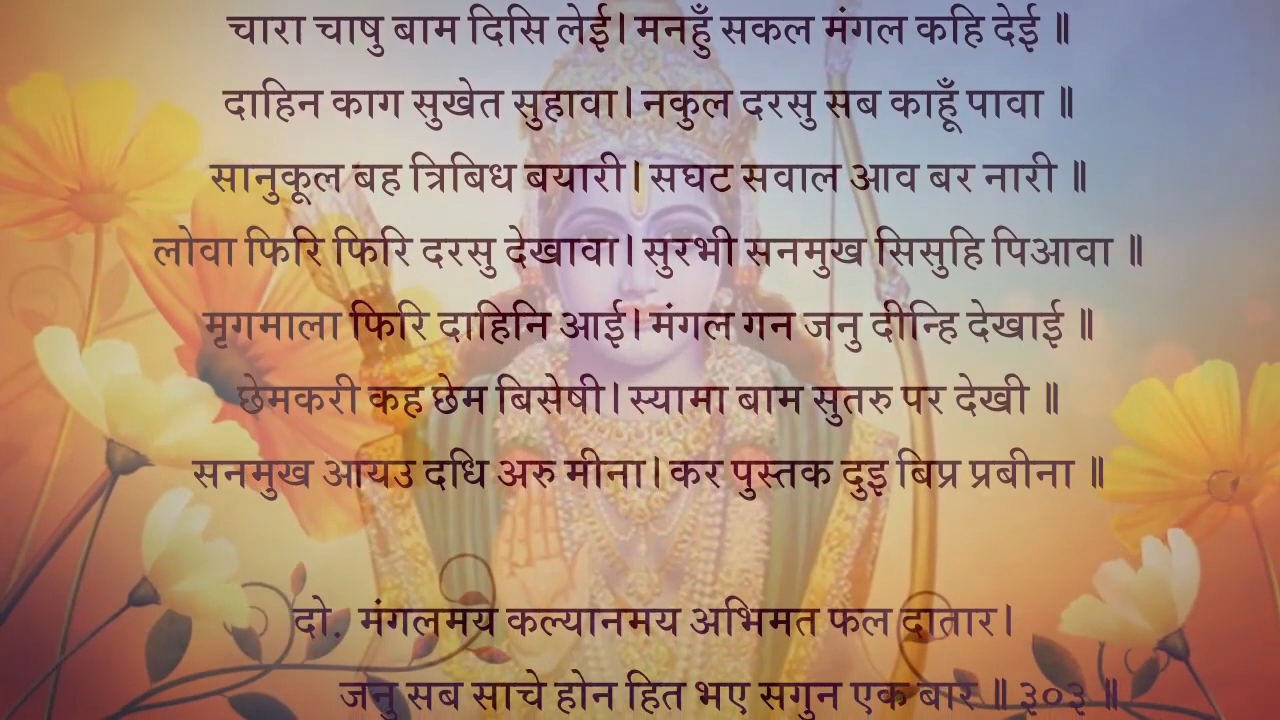 चारा चाषु बाम दिसि लेई। मनहुँ सकल मंगल कहि देई ॥
दाहिन काग सुखेत सुहावा। नकुल दरसु सब काहूँ पावा ॥
सानुकूल बह त्रिबिध बयारी। सघट सवाल आव बर नारी ॥
लोवा फिरि फिरि दरसु देखावा। सुरभी सनमुख सिसुहि पिआवा ॥
मृगमाला फिरि दाहिनि आई। मंगल गन जनु दीन्हि देखाई ॥
छेमकरी कह छेम बिसेषी। स्यामा बाम सुतरु पर देखी ॥
सनमुख आयउ दधि अरु मीना। कर पुस्तक दुइ बिप्र प्रबीना ॥
दो. मंगलमय कल्यानमय अभिमत फल दातार।
जनु सब साचे होन हित भए सगुन एक बार ॥ ३०३ ॥